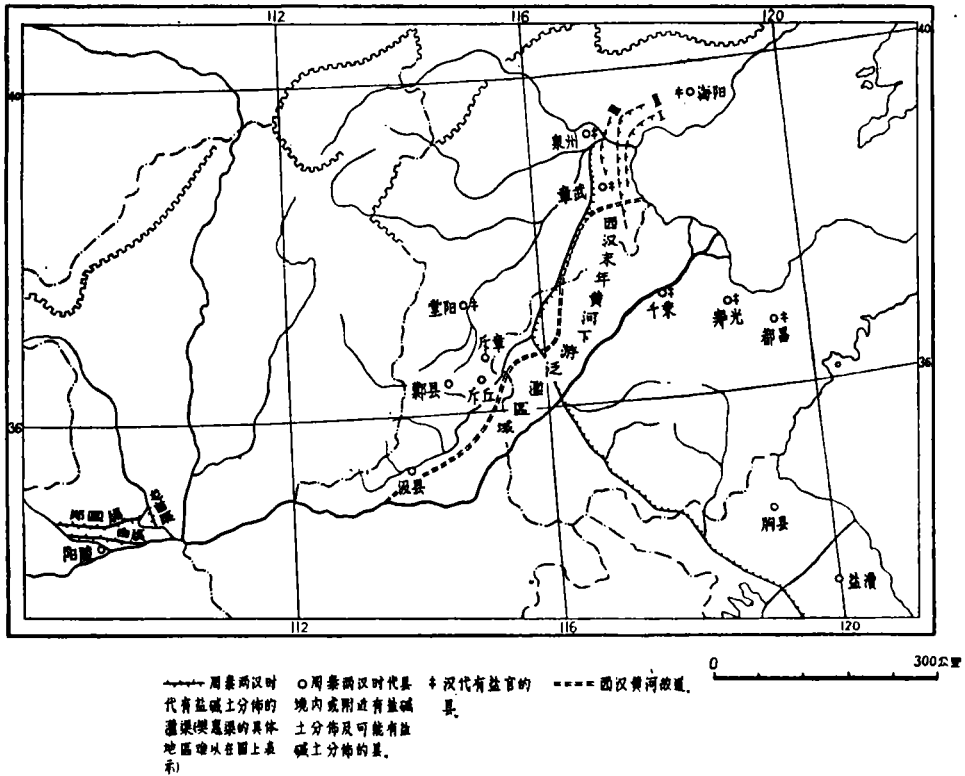 112
116
120
40
40
海阳
泉州
章武
西汉末年黄河下游泛滥区域
堂阳
斥章
千乘
寿光
都昌
鄴县
斥丘
36
36
汲县
朐县
阳陵
盐渎
112
116
120
0 300公里
周秦两汉时
代有盐碱土分佈的
灌渠(樊惠渠的具体
地区难以在图上表
示)
周秦两汉时代县
境内或附近有盐碱
土分佈及可能有盐
碱土分佈的县。
汉代有盐官的
县。
西汉黄河故道。